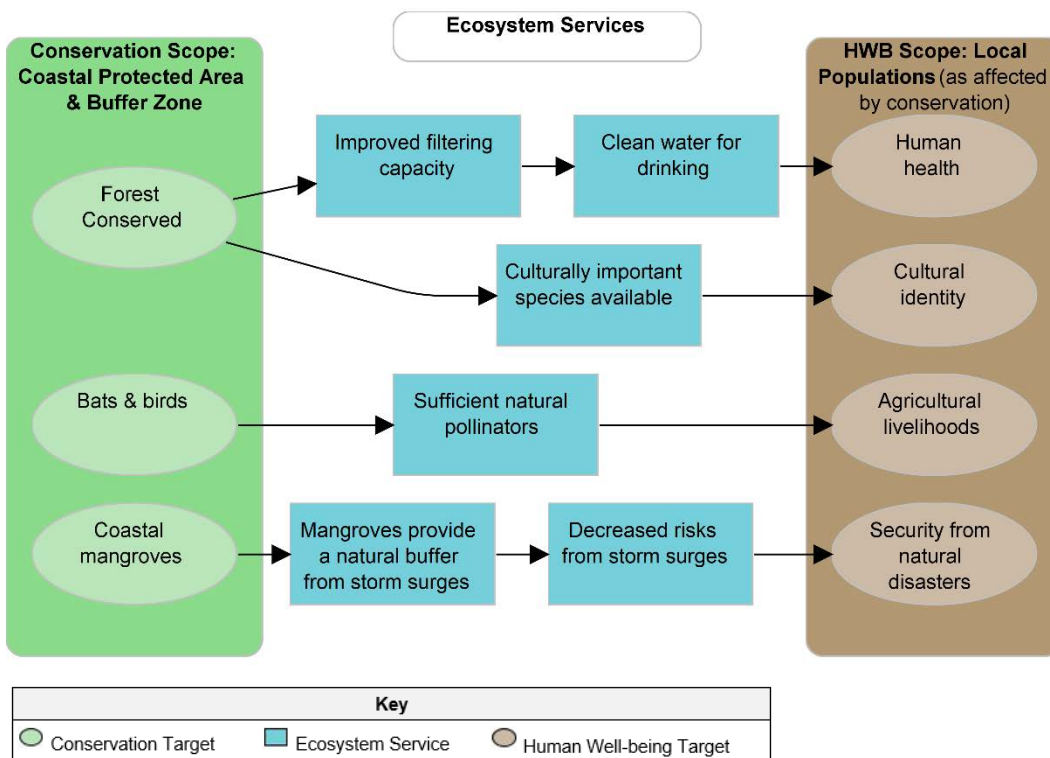 Ecosystem Services
Conservation Scope:
Coastal Protected Area
& Buffer Zone
HWB Scope: Local
Populations (as affected
by conservation)
Forest
Conserved
Improved filtering
capacity
Clean water for
drinking
Human
health
Culturally important
species available
Cultural
identity
Bats & birds
Sufficient natural
pollinators
Agricultural
livelihoods
Coastal
mangroves
Mangroves provide
a natural buffer
from storm surges
Decreased risks
from storm surges
Security from
natural
disasters
Key
Conservation Target
Ecosystem Service
Human Well-being Target